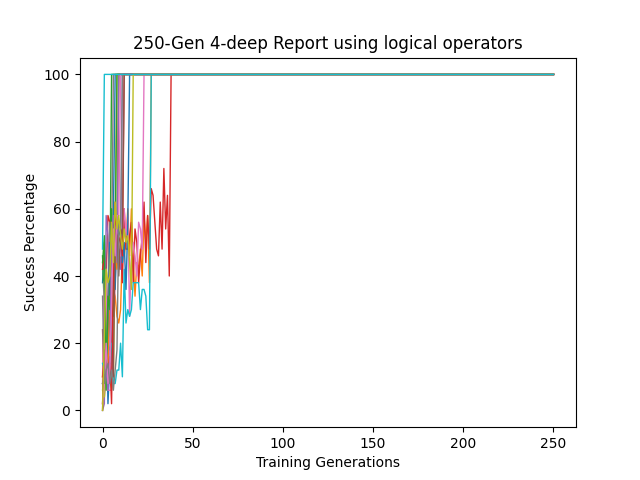 250-Gen 4-deep Report using logical operators
100
80
60
40
20
0
Success Percentage
0 50 100 150 200 250
Training Generations